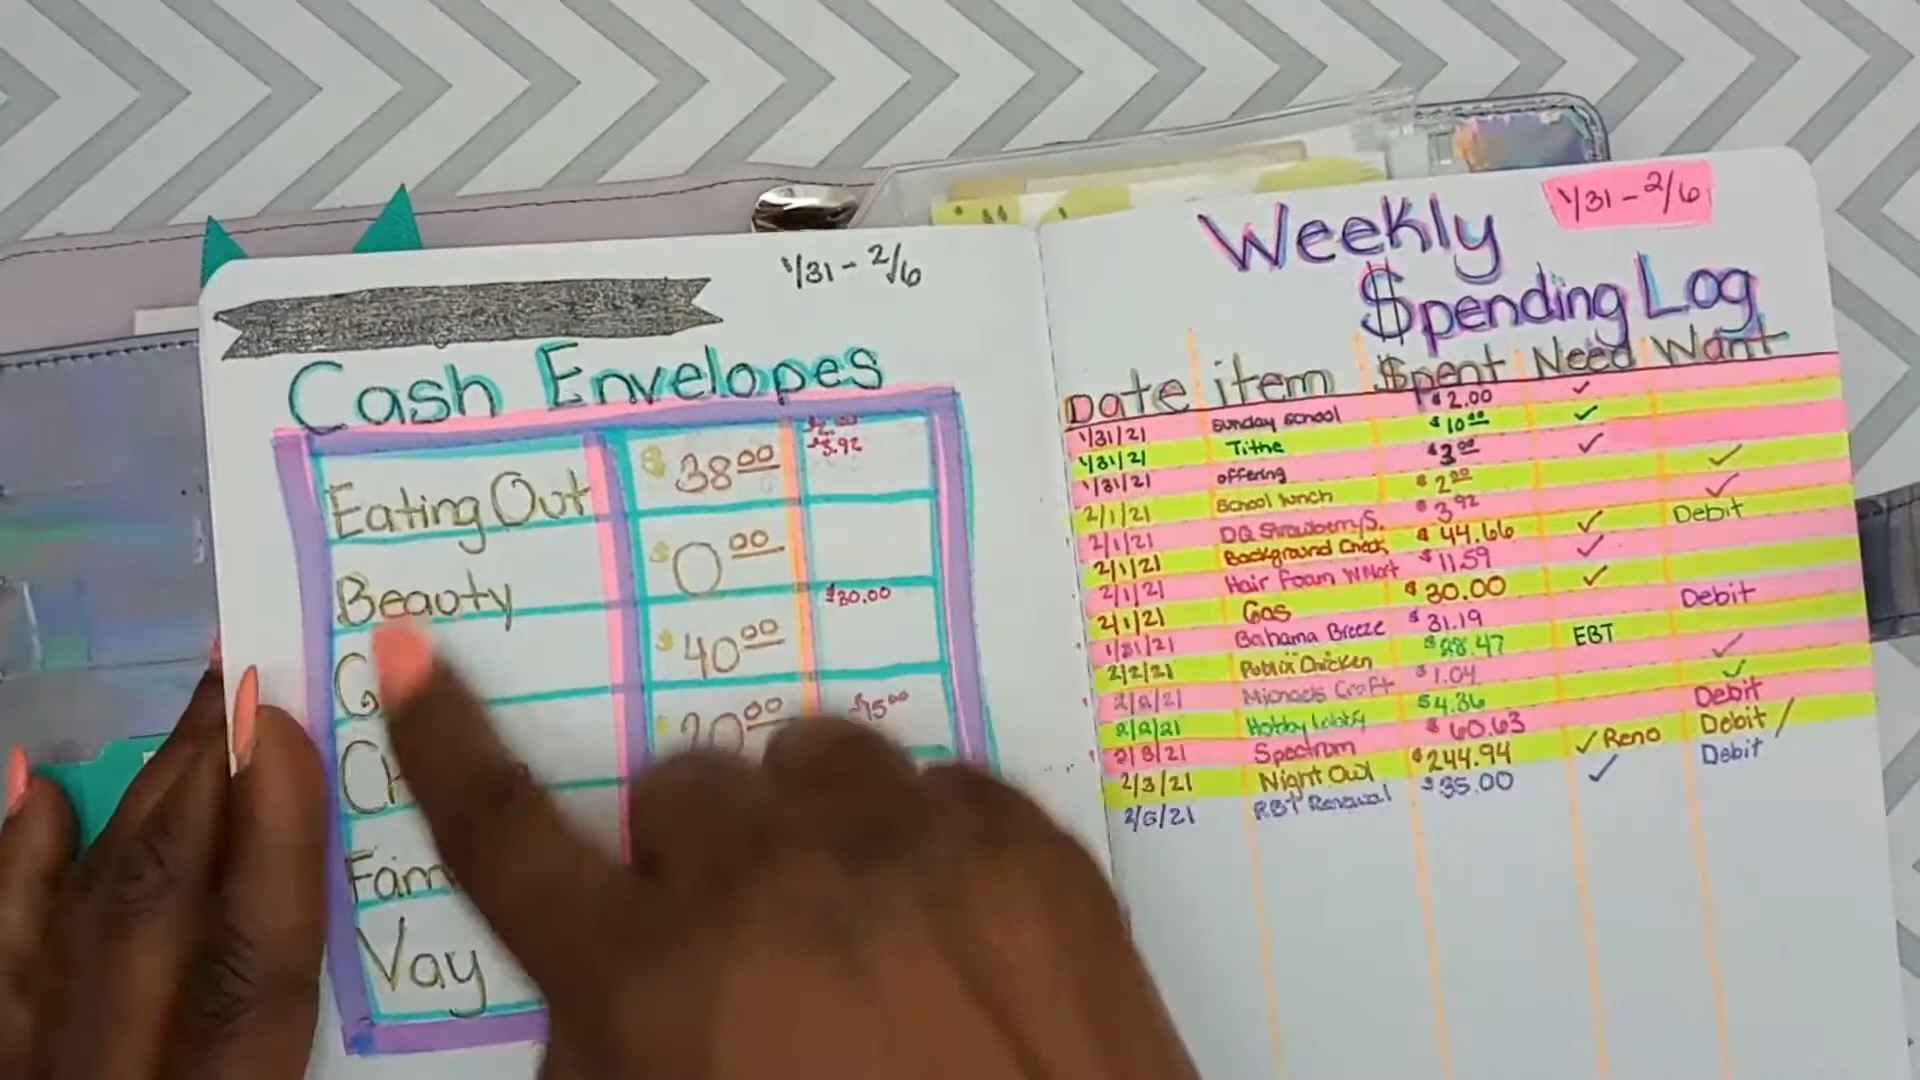 1/31 - 2/6
Cash Envelopes
Eating Out $ 38.00 $3.92
Beauty $ 0.00
$ 40.00 $30.00
$ 20.00 $15.00
Fam
Vay
1/31 - 2/6
Weekly
$pending Log
Date item $pent Need Want
1/31/21 Sunday School $2.00 ✓
1/31/21 Tithe $10.00 ✓
1/31/21 offering $3.00 ✓
2/1/21 School lunch $2.00 ✓
2/1/21 DQ Strawberry S. $3.92 ✓
2/1/21 Background Check $44.66 ✓ Debit
2/1/21 Hair Foam WMart $11.59 ✓
2/1/21 Gas $30.00 ✓
1/31/21 Bahama Breeze $31.19 Debit
2/2/21 Publix Chicken $28.47 EBT
2/2/21 Michaels Craft $1.04 ✓
2/2/21 Hobby Lobby $4.36 ✓
2/3/21 Spectrum $60.63 Debit
2/3/21 Night Owl $244.94 ✓ Reno Debit /
RBT Renewal $35.00 ✓ Debit